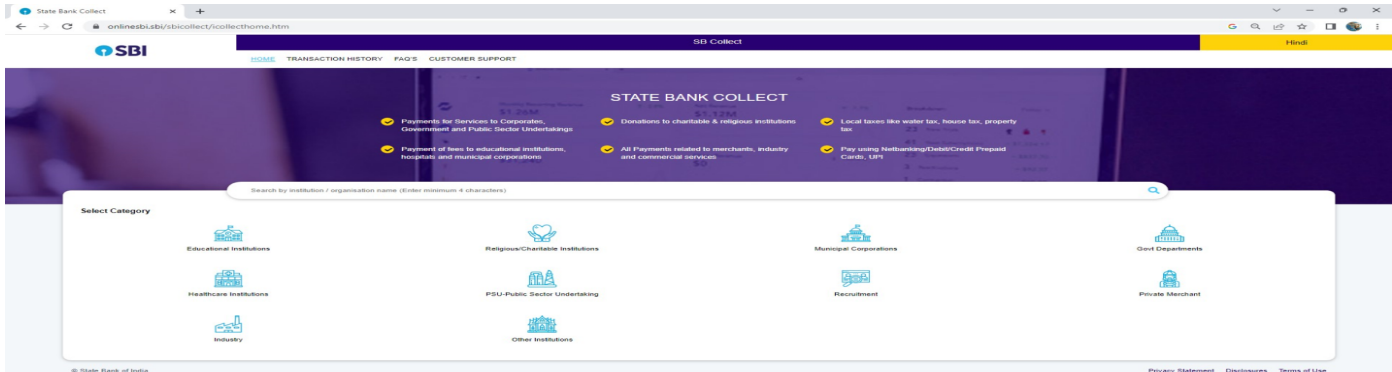 State Bank Collect
onlinesbi.sbi/sbicollect/icollecthome.htm
SBI
SB Collect
Hindi
HOME TRANSACTION HISTORY FAQ'S CUSTOMER SUPPORT
STATE BANK COLLECT
Payments for Services to Corporates,
Government and Public Sector Undertakings
Donations to charitable & religious institutions
Local taxes like water tax, house tax, property
tax
Payment of fees to educational institutions,
hospitals and municipal corporations
All Payments related to merchants, industry
and commercial services
Pay using Netbanking/Debit/Credit Prepaid
Cards, UPI
Search by institution / organisation name (Enter minimum 4 characters)
Select Category
Educational Institutions
Religious/Charitable Institutions
Municipal Corporations
Govt Departments
Healthcare Institutions
PSU-Public Sector Undertaking
Recruitment
Private Merchant
Industry
Other Institutions
© State Bank of India
Privacy Statement Disclosures Terms of Use